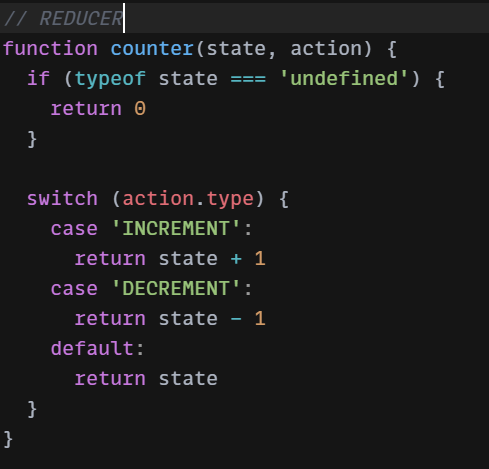 // REDUCER
function counter(state, action) {
  if (typeof state === 'undefined') {
    return 0
  }

  switch (action.type) {
    case 'INCREMENT':
      return state + 1
    case 'DECREMENT':
      return state - 1
    default:
      return state
  }
}